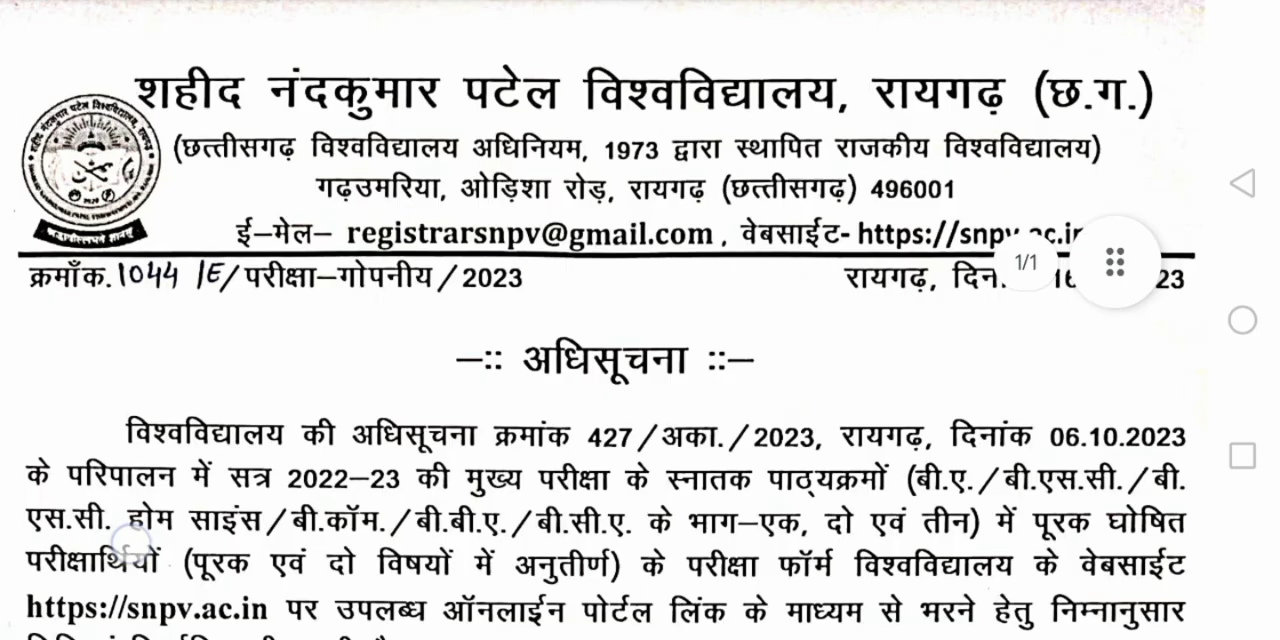 शहीद नंदकुमार पटेल विश्वविद्यालय, रायगढ़ (छ.ग.)
(छत्तीसगढ़ विश्वविद्यालय अधिनियम, 1973 द्वारा स्थापित राजकीय विश्वविद्यालय)
गढ़उमरिया, ओड़िशा रोड़, रायगढ़ (छत्तीसगढ़) 496001
ई–मेल– registrarsnpv@gmail.com, वेबसाईट- https://snpv.ac.in
क्रमाँक.1044 /E/परीक्षा–गोपनीय/2023 रायगढ़, 23
1/1
–:: अधिसूचना ::–
विश्वविद्यालय की अधिसूचना क्रमांक 427/अका./2023, रायगढ़, दिनांक 06.10.2023
के परिपालन में सत्र 2022–23 की मुख्य परीक्षा के स्नातक पाठ्यक्रमों (बी.ए./बी.एस.सी./बी.
एस.सी. होम साइंस/बी.कॉम./बी.बी.ए./बी.सी.ए. के भाग–एक, दो एवं तीन) में पूरक घोषित
परीक्षार्थियों (पूरक एवं दो विषयों में अनुतीर्ण) के परीक्षा फॉर्म विश्वविद्यालय के वेबसाईट
https://snpv.ac.in पर उपलब्ध ऑनलाईन पोर्टल लिंक के माध्यम से भरने हेतु निम्नानुसार